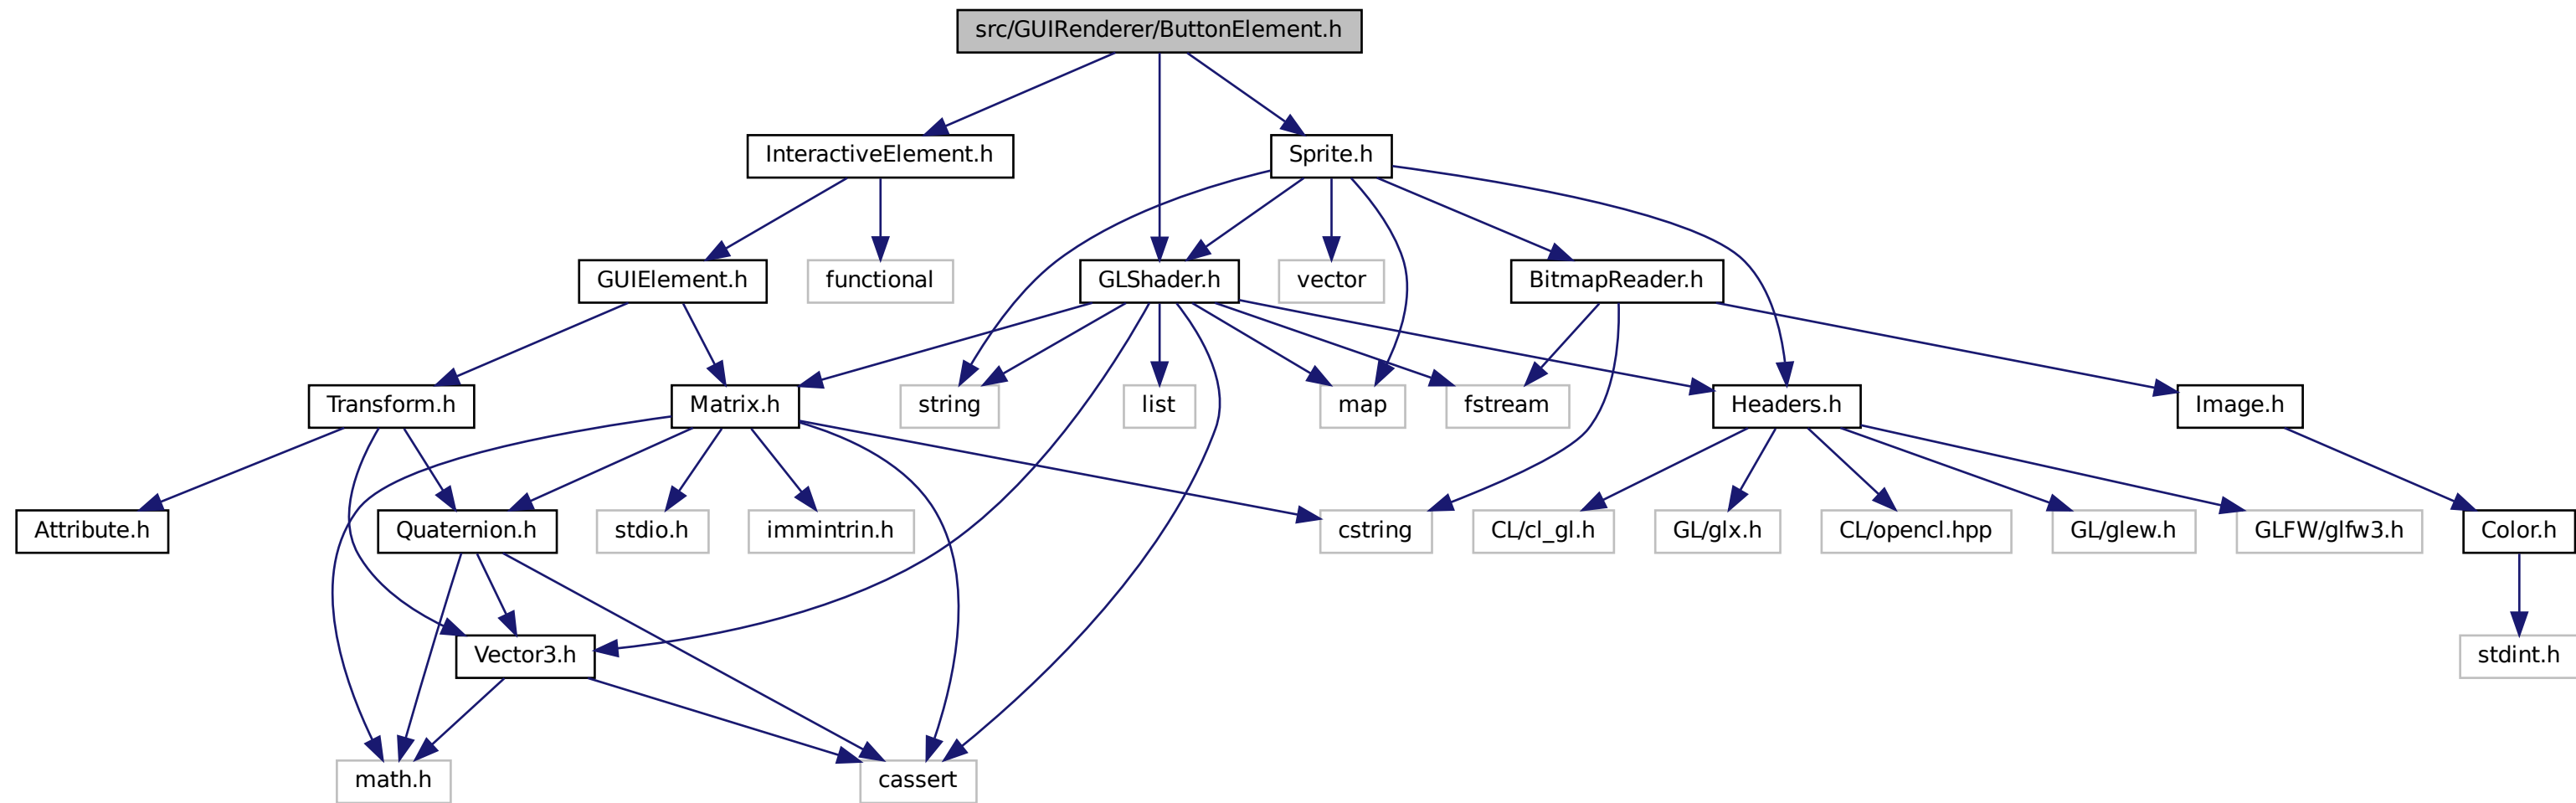 src/GUIRenderer/ButtonElement.h
InteractiveElement.h
Sprite.h
GUIElement.h
functional
GLShader.h
vector
BitmapReader.h
Transform.h
Matrix.h
string
list
map
fstream
Headers.h
Image.h
Attribute.h
Quaternion.h
stdio.h
immintrin.h
cstring
CL/cl_gl.h
GL/glx.h
CL/opencl.hpp
GL/glew.h
GLFW/glfw3.h
Color.h
Vector3.h
stdint.h
math.h
cassert